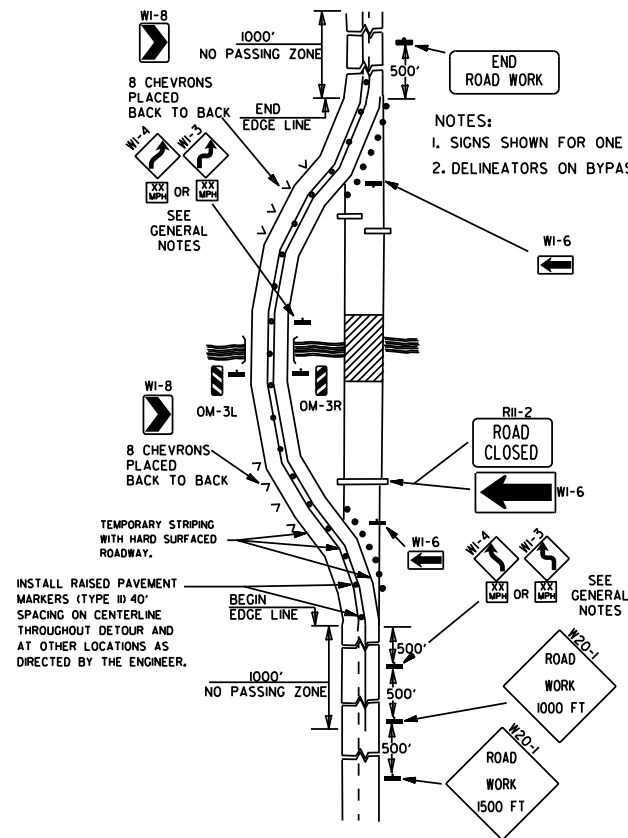 W1-8
1000'
NO PASSING ZONE
500'
END
ROAD WORK
8 CHEVRONS
PLACED
BACK TO BACK
END
EDGE LINE
NOTES:
1. SIGNS SHOWN FOR ONE
2. DELINEATORS ON BYPAS
W1-4
W1-3
XX
MPH
OR
XX
MPH
SEE
GENERAL
NOTES
W1-6
W1-8
OM-3L
OM-3R
R11-2
ROAD
CLOSED
W1-6
8 CHEVRONS
PLACED
BACK TO BACK
TEMPORARY STRIPING
WITH HARD SURFACED
ROADWAY.
W1-6
W1-4
W1-3
XX
MPH
OR
XX
MPH
SEE
GENERAL
NOTES
INSTALL RAISED PAVEMENT
MARKERS (TYPE II) 40'
SPACING ON CENTERLINE
THROUGHOUT DETOUR AND
AT OTHER LOCATIONS AS
DIRECTED BY THE ENGINEER.
BEGIN
EDGE LINE
500'
1000'
NO PASSING ZONE
500'
W20-1
ROAD
WORK
1000 FT
500'
W20-1
ROAD
WORK
1500 FT